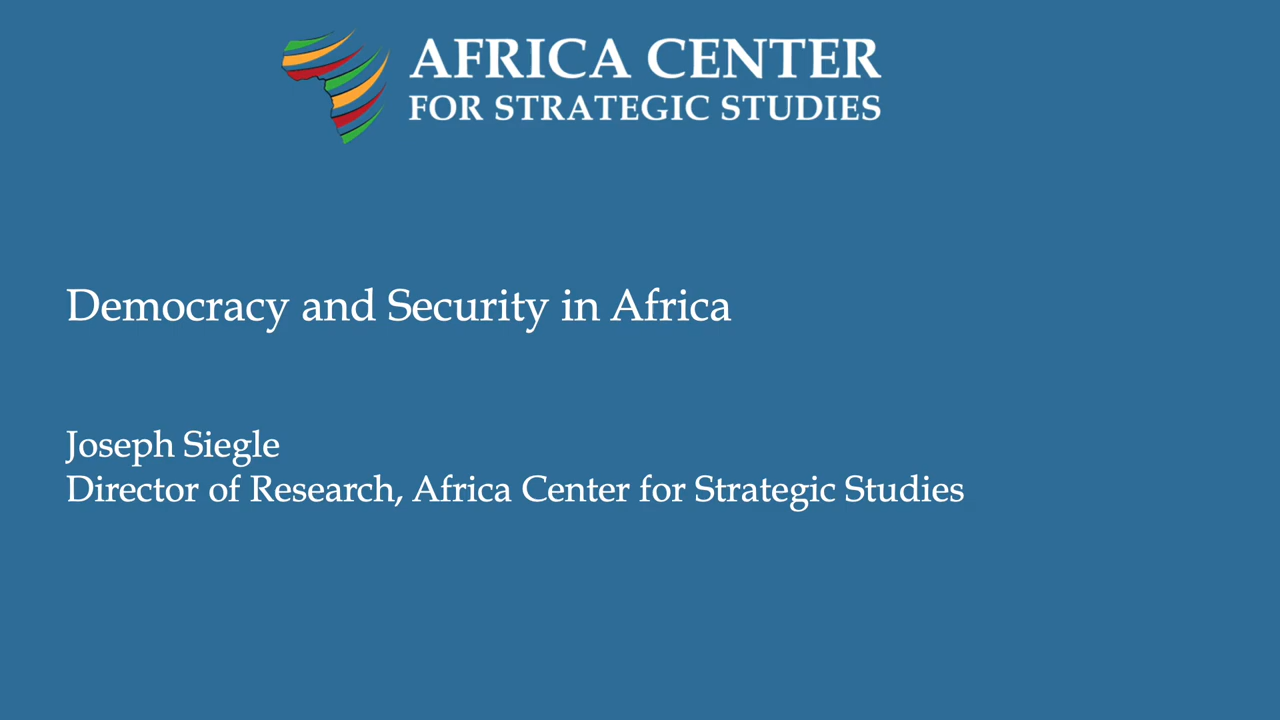 AFRICA CENTER
FOR STRATEGIC STUDIES
Democracy and Security in Africa
Joseph Siegle
Director of Research, Africa Center for Strategic Studies